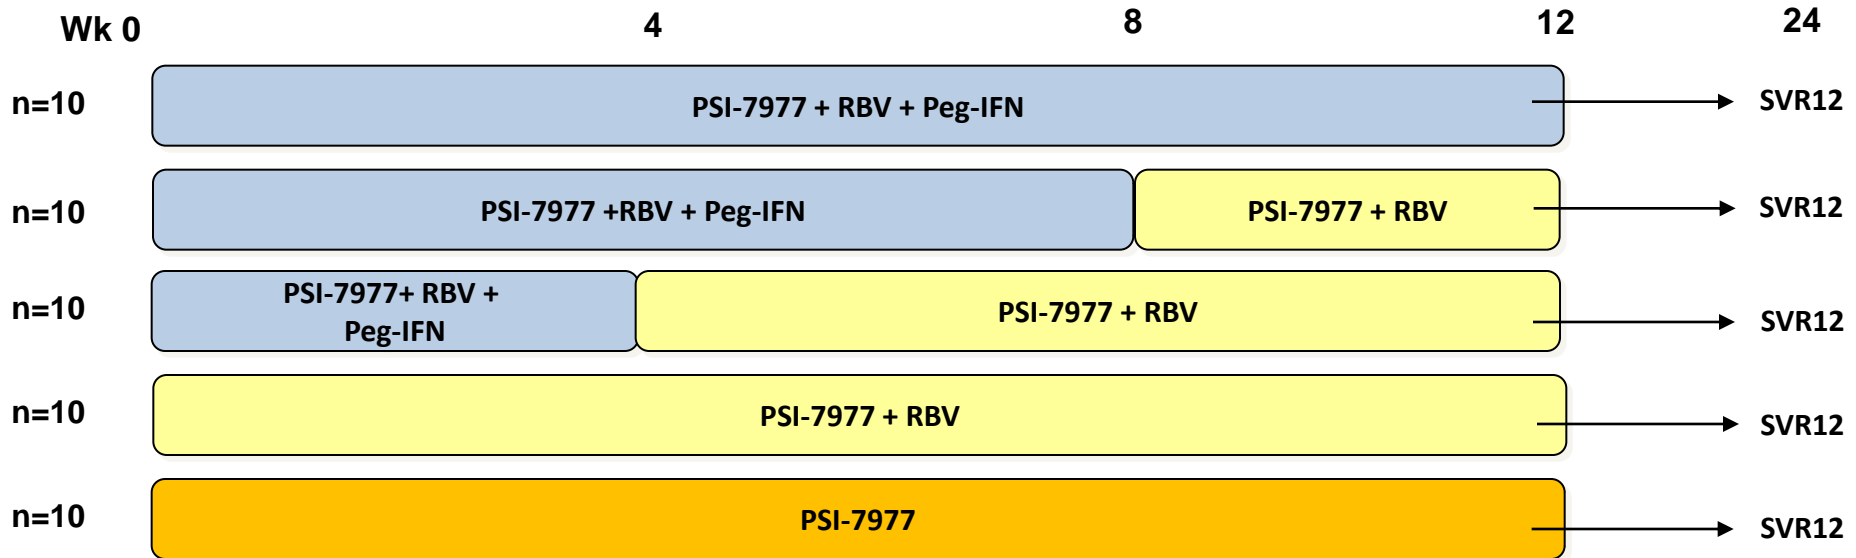 Wk 0 4 8 12 24
n=10 PSI-7977 + RBV + Peg-IFN SVR12
n=10 PSI-7977 +RBV + Peg-IFN PSI-7977 + RBV SVR12
n=10 PSI-7977+ RBV +
Peg-IFN PSI-7977 + RBV SVR12
n=10 PSI-7977 + RBV SVR12
n=10 PSI-7977 SVR12